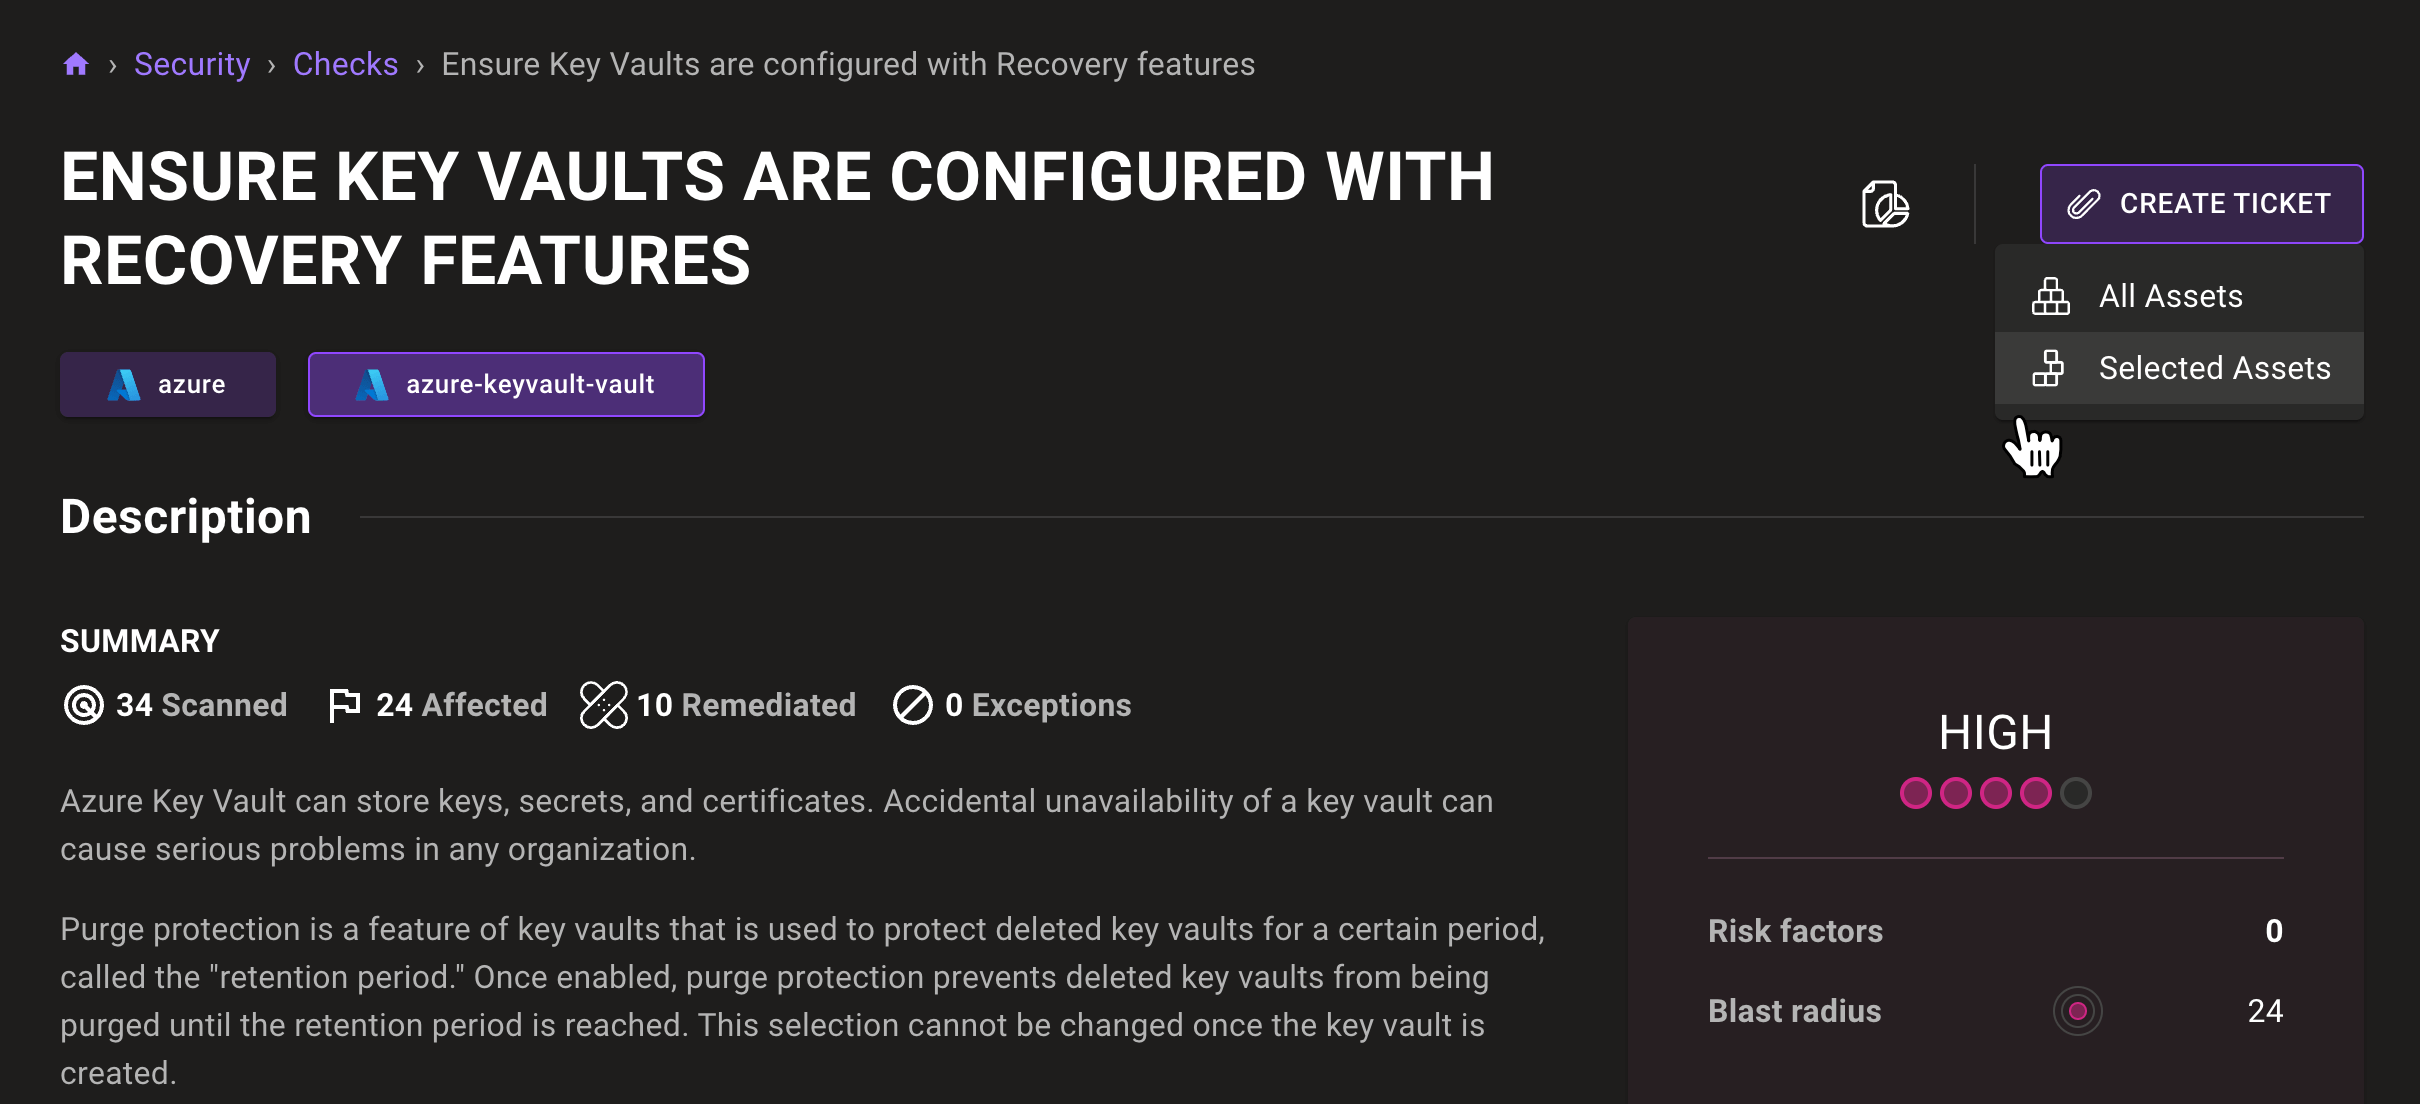 › Security › Checks › Ensure Key Vaults are configured with Recovery features
ENSURE KEY VAULTS ARE CONFIGURED WITH
RECOVERY FEATURES
CREATE TICKET
All Assets
Selected Assets
azure
azure-keyvault-vault
Description
SUMMARY
34 Scanned 24 Affected 10 Remediated 0 Exceptions
Azure Key Vault can store keys, secrets, and certificates. Accidental unavailability of a key vault can
cause serious problems in any organization.
Purge protection is a feature of key vaults that is used to protect deleted key vaults for a certain period,
called the "retention period." Once enabled, purge protection prevents deleted key vaults from being
purged until the retention period is reached. This selection cannot be changed once the key vault is
created.
HIGH
Risk factors 0
Blast radius 24